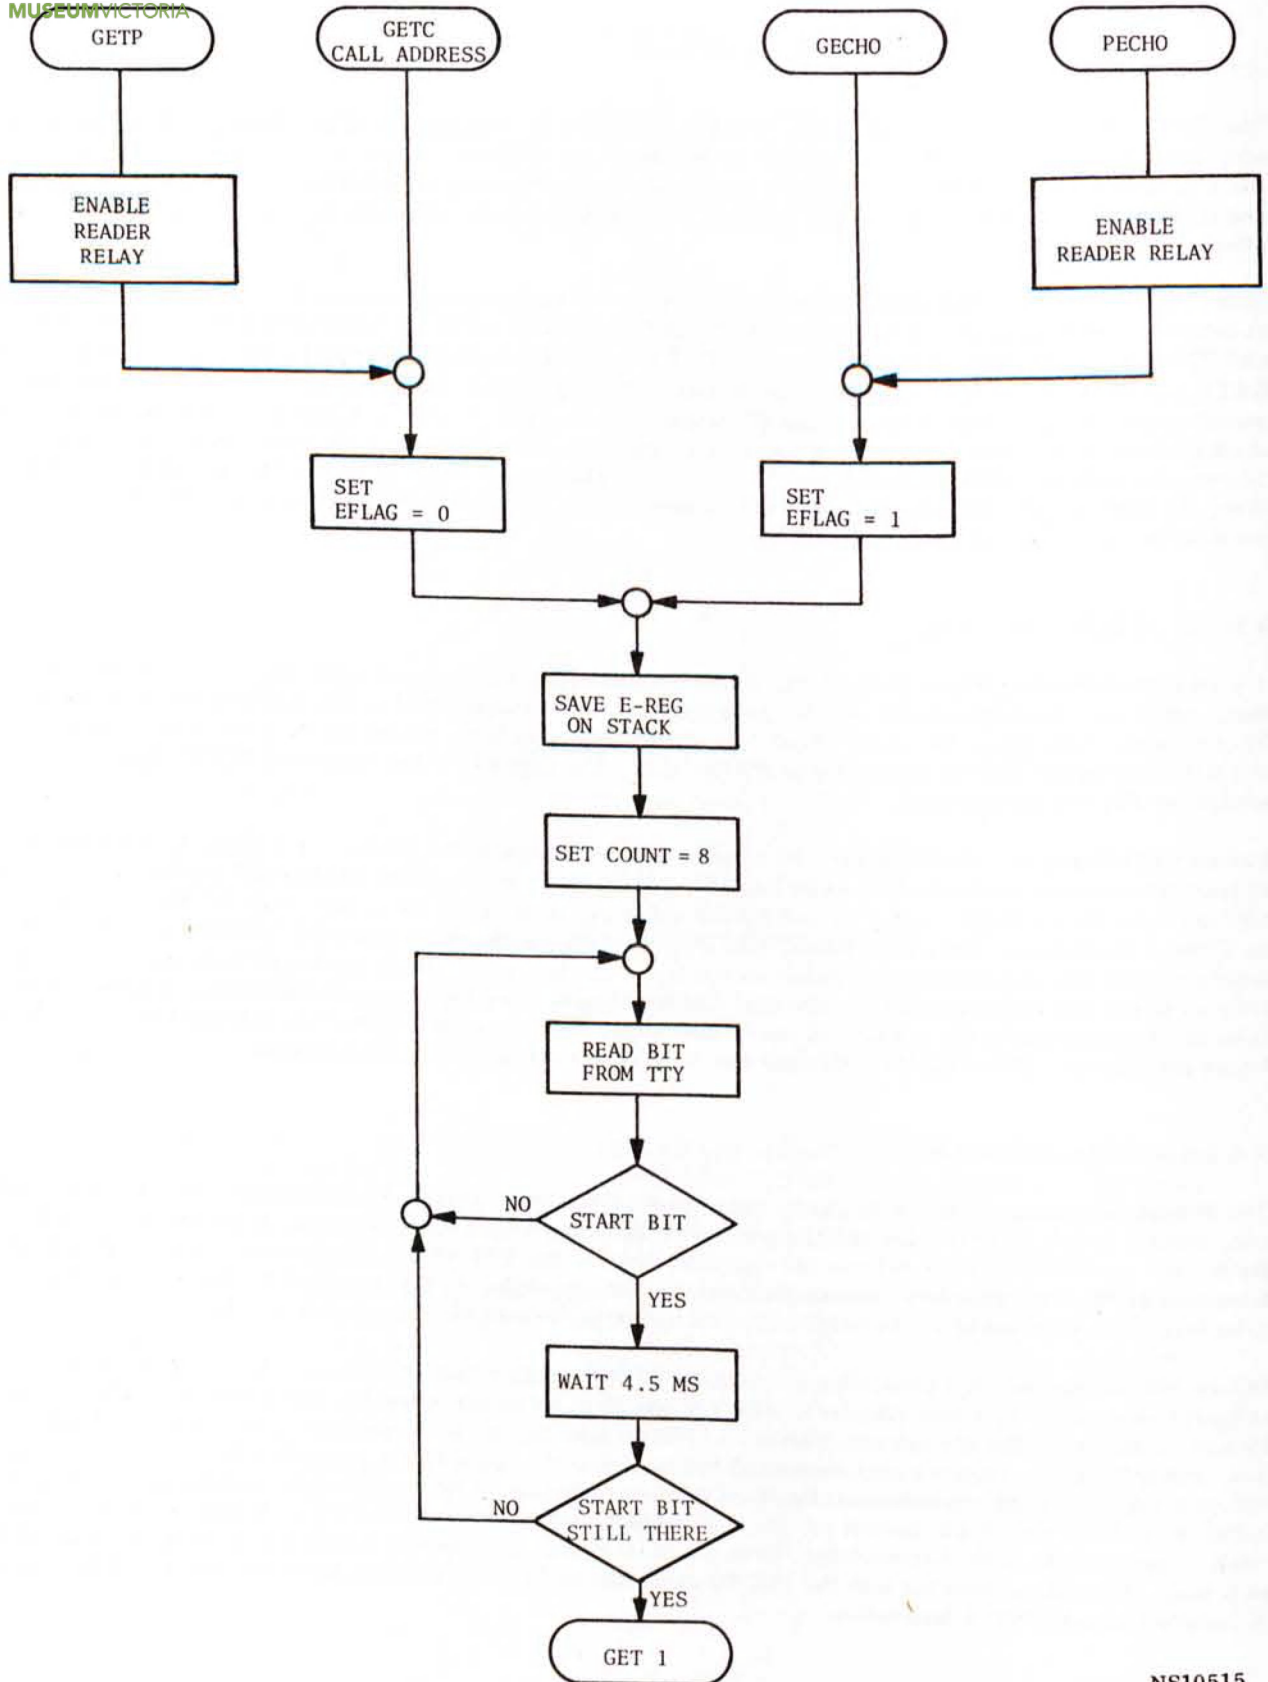 MUSEUMVICTORIA
GETP
GETC
CALL ADDRESS
GECHO
PECHO
ENABLE
READER
RELAY
ENABLE
READER RELAY
SET
EFLAG = 0
SET
EFLAG = 1
SAVE E-REG
ON STACK
SET COUNT = 8
READ BIT
FROM TTY
NO
START BIT
YES
WAIT 4.5 MS
NO
START BIT
STILL THERE
YES
GET 1
NS10515